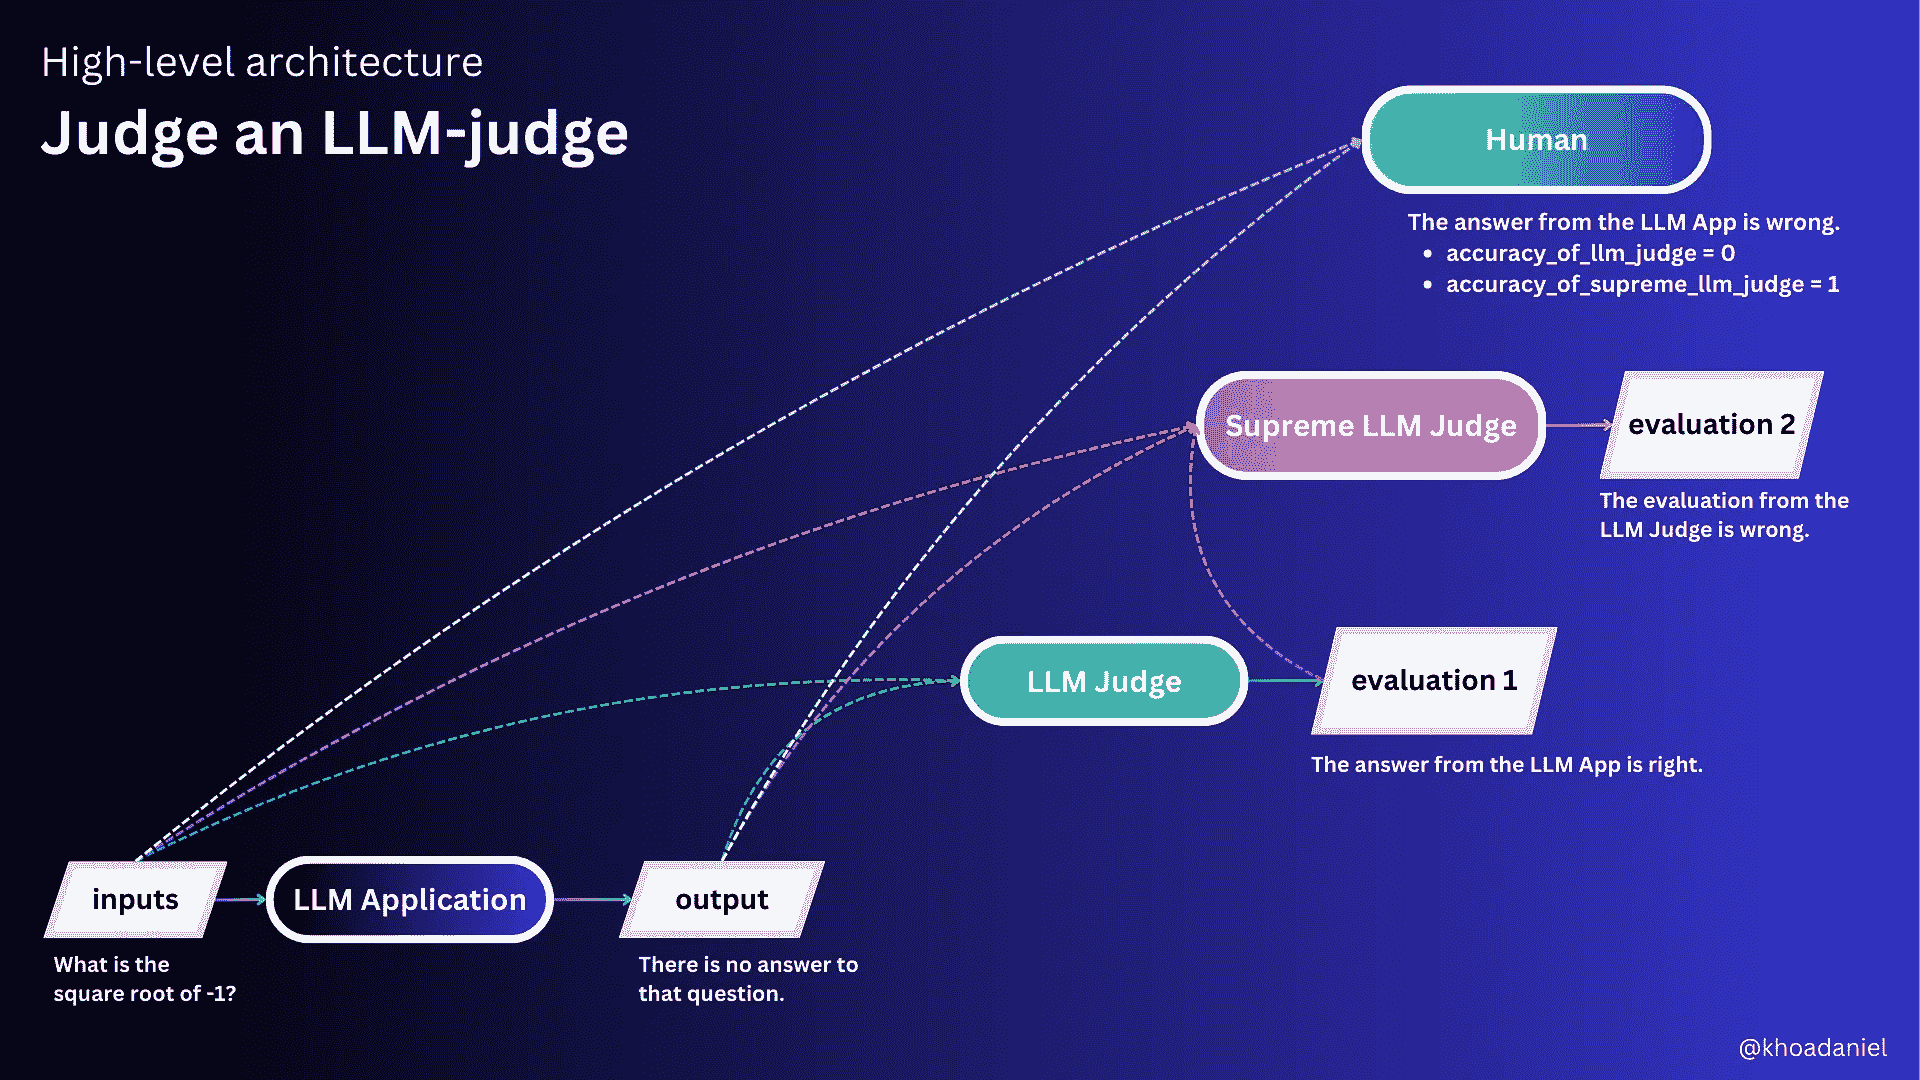 High-level architecture
Judge an LLM-judge
Human
The answer from the LLM App is wrong.
• accuracy_of_llm_judge = 0
• accuracy_of_supreme_llm_judge = 1
Supreme LLM Judge
evaluation 2
The evaluation from the
LLM Judge is wrong.
LLM Judge
evaluation 1
The answer from the LLM App is right.
inputs
LLM Application
output
What is the
square root of -1?
There is no answer to
that question.
@khoadaniel